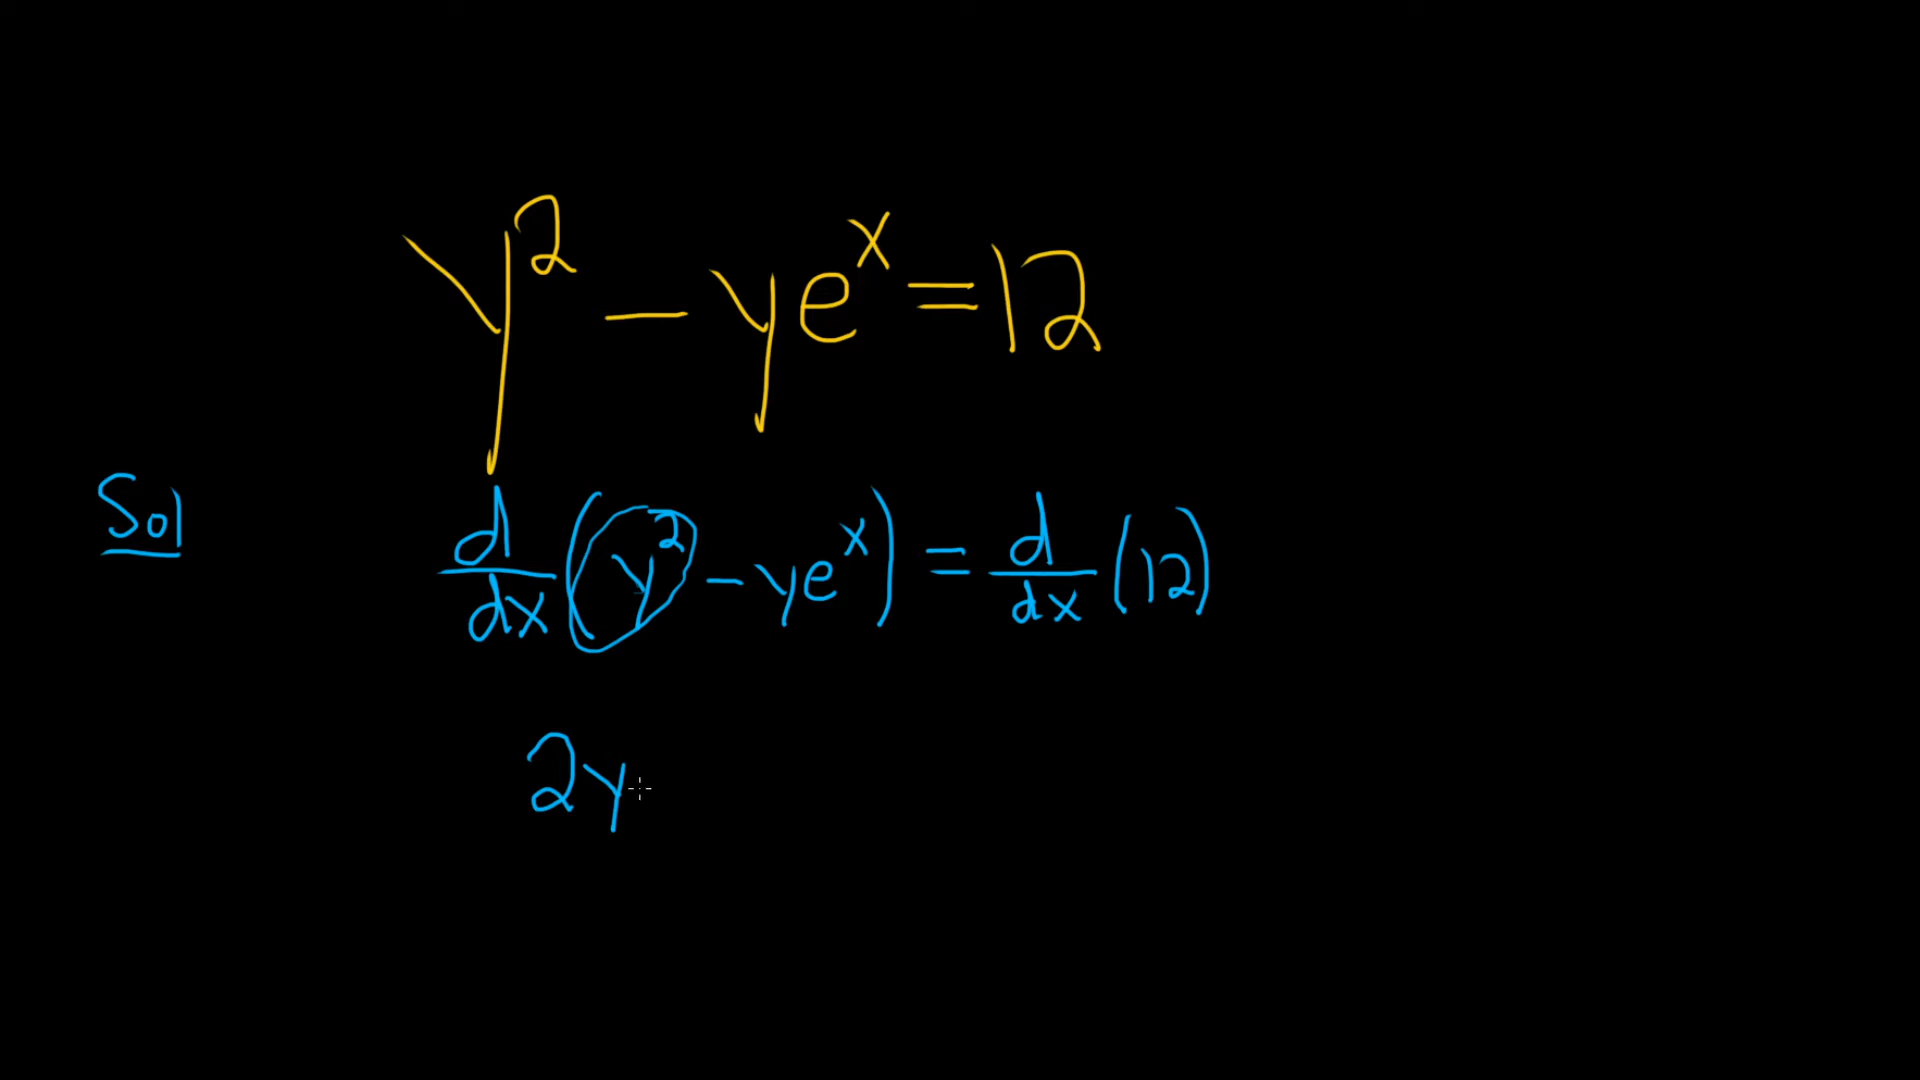 y² - yeˣ = 12
Sol d/dx (y² - yeˣ) = d/dx (12)
2y